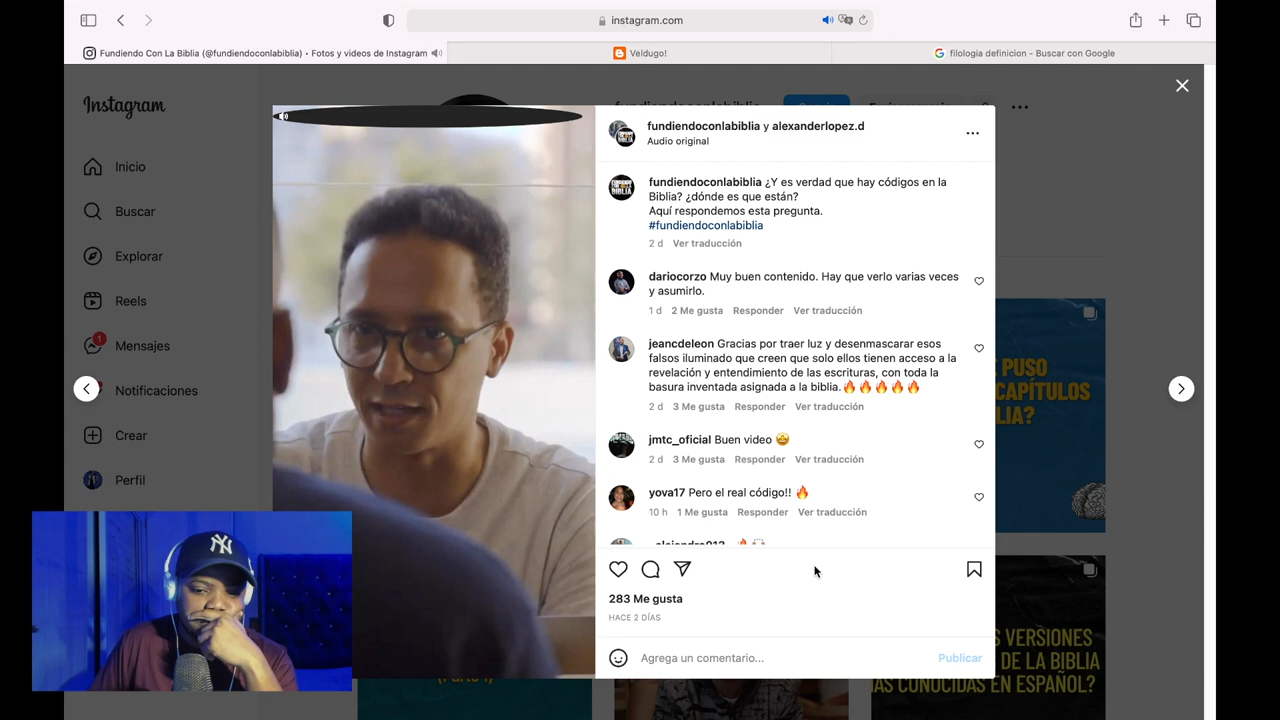 instagram.com
Fundiendo Con La Biblia (@fundiendoconlabiblia) • Fotos y videos de Instagram
Veldugo!
filologia definicion - Buscar con Google
Instagram
Inicio
Buscar
Explorar
Reels
1
Mensajes
Notificaciones
Crear
Perfil
fundiendoconlabiblia y alexanderlopez.d
Audio original
fundiendoconlabiblia ¿Y es verdad que hay códigos en la
Biblia? ¿dónde es que están?
Aquí respondemos esta pregunta.
#fundiendoconlabiblia
2 d Ver traducción
dariocorzo Muy buen contenido. Hay que verlo varias veces
y asumirlo.
1 d 2 Me gusta Responder Ver traducción
jeancdeleon Gracias por traer luz y desenmascarar esos
falsos iluminado que creen que solo ellos tienen acceso a la
revelación y entendimiento de las escrituras, con toda la
basura inventada asignada a la biblia.🔥🔥🔥🔥🔥
2 d 3 Me gusta Responder Ver traducción
jmtc_oficial Buen video 🤩
2 d 3 Me gusta Responder Ver traducción
yova17 Pero el real código!! 🔥
10 h 1 Me gusta Responder Ver traducción
283 Me gusta
HACE 2 DÍAS
Agrega un comentario...
Publicar
PUSO
CAPÍTULOS
VERSIONES
DE LA BIBLIA
CONOCIDAS EN ESPAÑOL?
NY